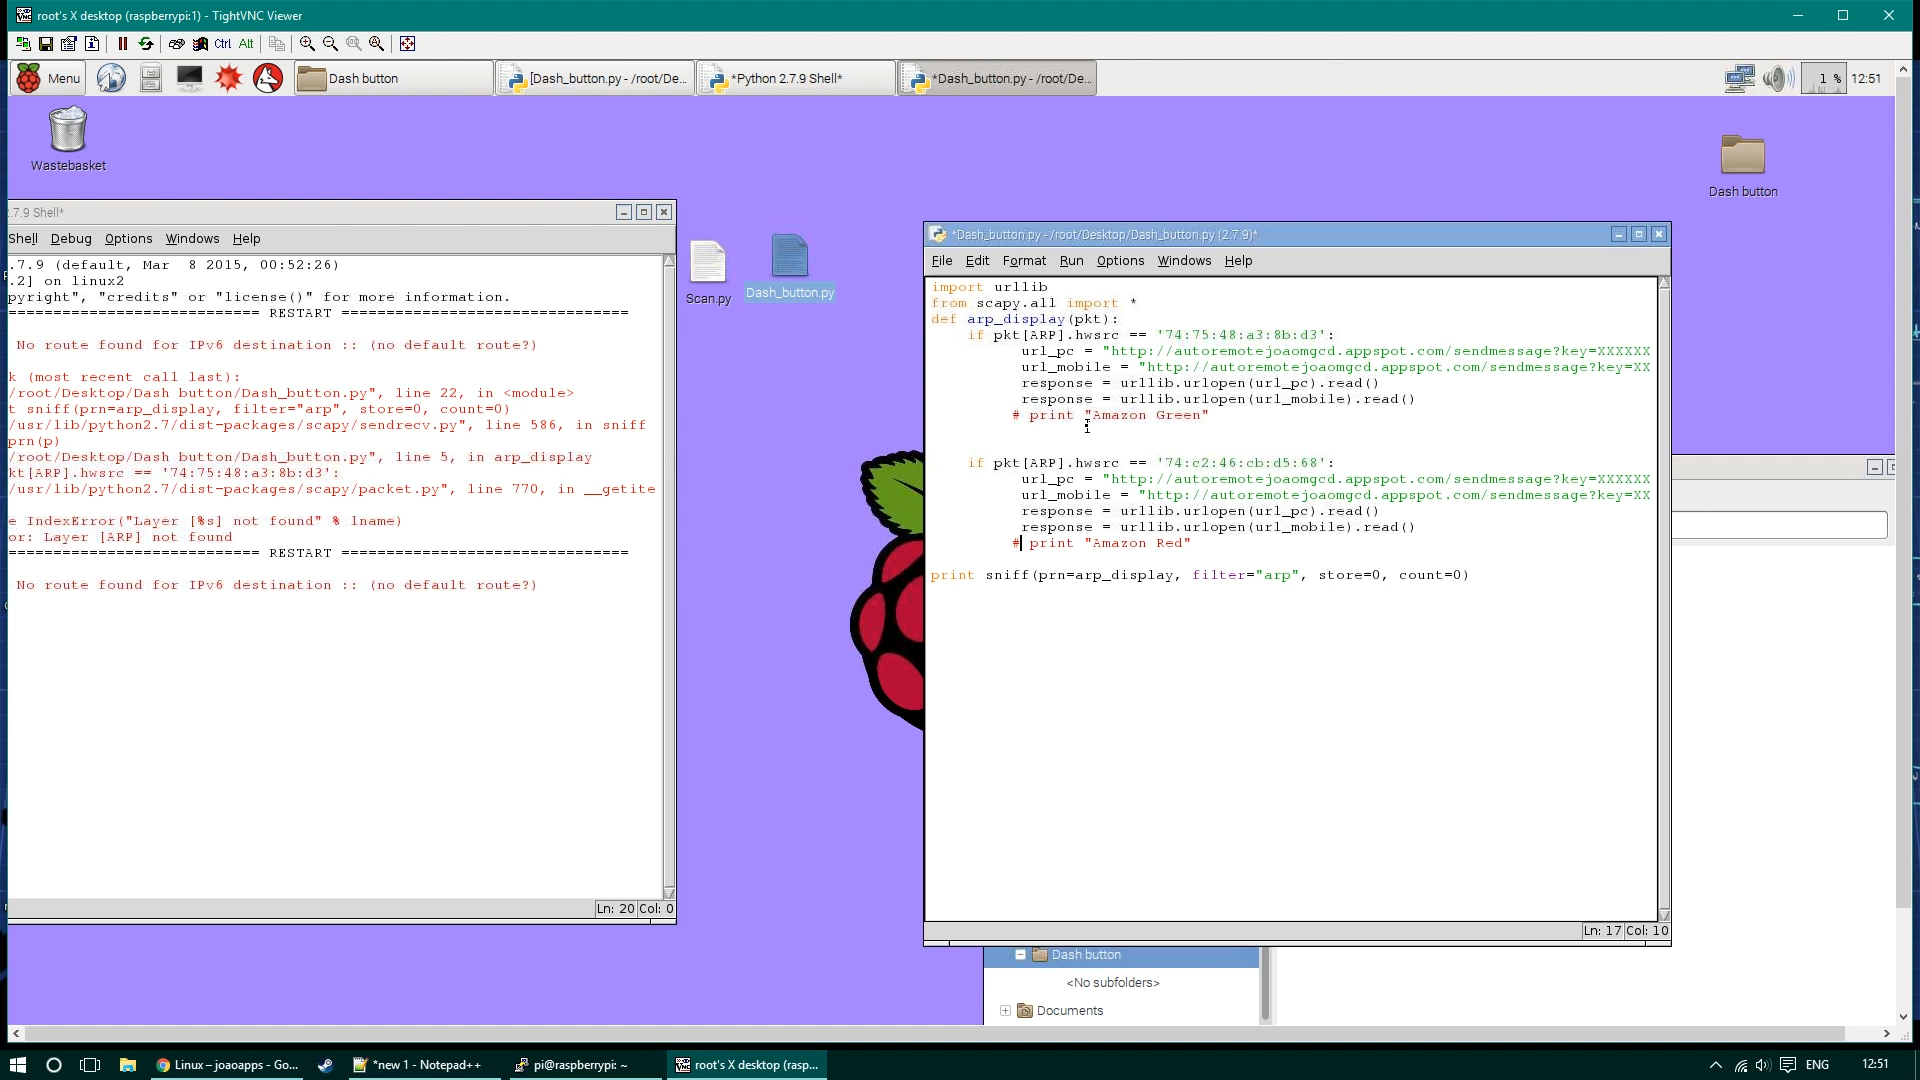 root's X desktop (raspberrypi:1) - TightVNC Viewer
Ctrl Alt
Menu
Dash button
[Dash_button.py - /root/De...
*Python 2.7.9 Shell*
*Dash_button.py - /root/De...
1 %
12:51
Wastebasket
Dash button
Scan.py
Dash_button.py
2.7.9 Shell*
Shell Debug Options Windows Help
.7.9 (default, Mar 8 2015, 00:52:26)
.2] on linux2
pyright", "credits" or "license()" for more information.
============================ RESTART ================================
No route found for IPv6 destination :: (no default route?)
k (most recent call last):
/root/Desktop/Dash button/Dash_button.py", line 22, in <module>
t sniff(prn=arp_display, filter="arp", store=0, count=0)
/usr/lib/python2.7/dist-packages/scapy/sendrecv.py", line 586, in sniff
prn(p)
/root/Desktop/Dash button/Dash_button.py", line 5, in arp_display
kt[ARP].hwsrc == '74:75:48:a3:8b:d3':
/usr/lib/python2.7/dist-packages/scapy/packet.py", line 770, in __getite
e IndexError("Layer [%s] not found" % lname)
or: Layer [ARP] not found
============================ RESTART ================================
No route found for IPv6 destination :: (no default route?)
Ln: 20 Col: 0
*Dash_button.py - /root/Desktop/Dash_button.py (2.7.9)*
File Edit Format Run Options Windows Help
import urllib
from scapy.all import *
def arp_display(pkt):
if pkt[ARP].hwsrc == '74:75:48:a3:8b:d3':
url_pc = "http://autoremotejoaomgcd.appspot.com/sendmessage?key=XXXXXX
url_mobile = "http://autoremotejoaomgcd.appspot.com/sendmessage?key=XX
response = urllib.urlopen(url_pc).read()
response = urllib.urlopen(url_mobile).read()
# print "Amazon Green"
if pkt[ARP].hwsrc == '74:c2:46:cb:d5:68':
url_pc = "http://autoremotejoaomgcd.appspot.com/sendmessage?key=XXXXXX
url_mobile = "http://autoremotejoaomgcd.appspot.com/sendmessage?key=XX
response = urllib.urlopen(url_pc).read()
response = urllib.urlopen(url_mobile).read()
# print "Amazon Red"
print sniff(prn=arp_display, filter="arp", store=0, count=0)
Ln: 17 Col: 10
Dash button
<No subfolders>
Documents
Linux – joaoapps - Go...
*new 1 - Notepad++
pi@raspberrypi: ~
root's X desktop (rasp...
ENG
12:51